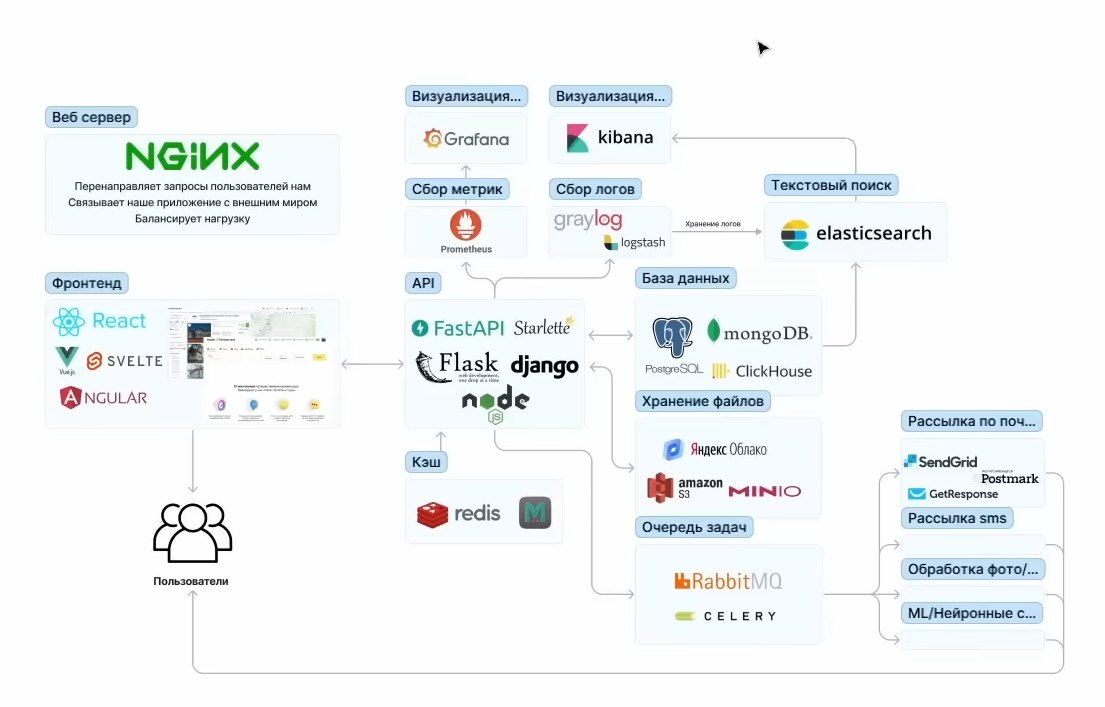 Веб сервер
NGiNX
Перенаправляет запросы пользователей нам
Связывает наше приложение с внешним миром
Балансирует нагрузку
Визуализация...
Grafana
Визуализация...
kibana
Сбор метрик
Prometheus
Сбор логов
graylog
logstash
Хранение логов
Текстовый поиск
elasticsearch
Фронтенд
React
Vue.js
SVELTE
ANGULAR
API
FastAPI
Starlette
Flask
web development,
one drop at a time
django
node
JS
База данных
PostgreSQL
mongoDB.
ClickHouse
Хранение файлов
Яндекс Облако
amazon
S3
MINIO
Кэш
redis
M
Очередь задач
RabbitMQ
CELERY
Рассылка по поч...
SendGrid
Postmark
GetResponse
Рассылка sms
Обработка фото/...
ML/Нейронные с...
Пользователи